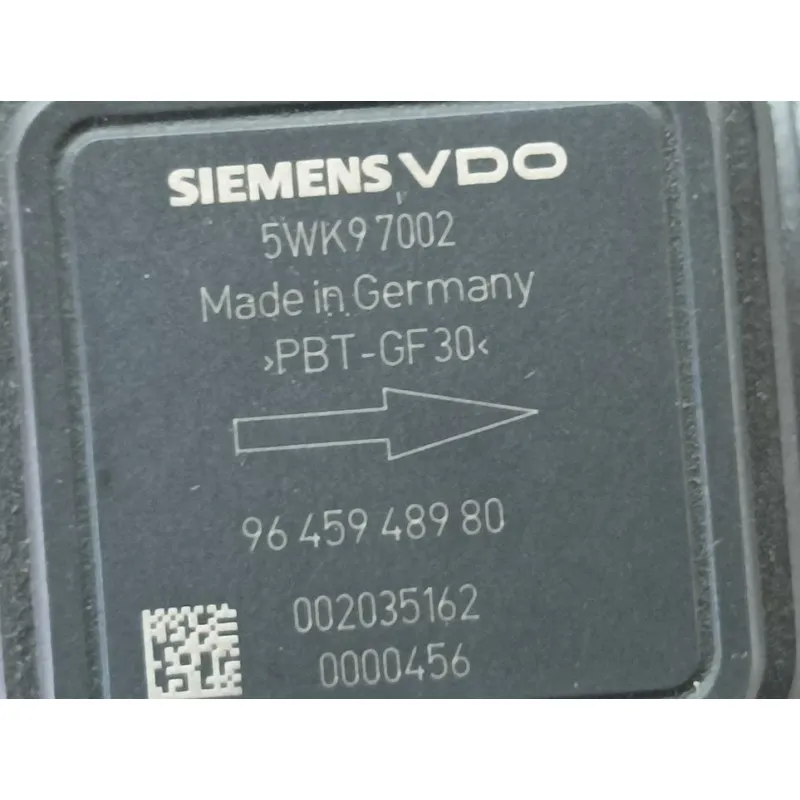 SIEMENS VDO
5WK9 7002
Made in Germany
>PBT-GF30<
96 459 489 80
002035162
0000456